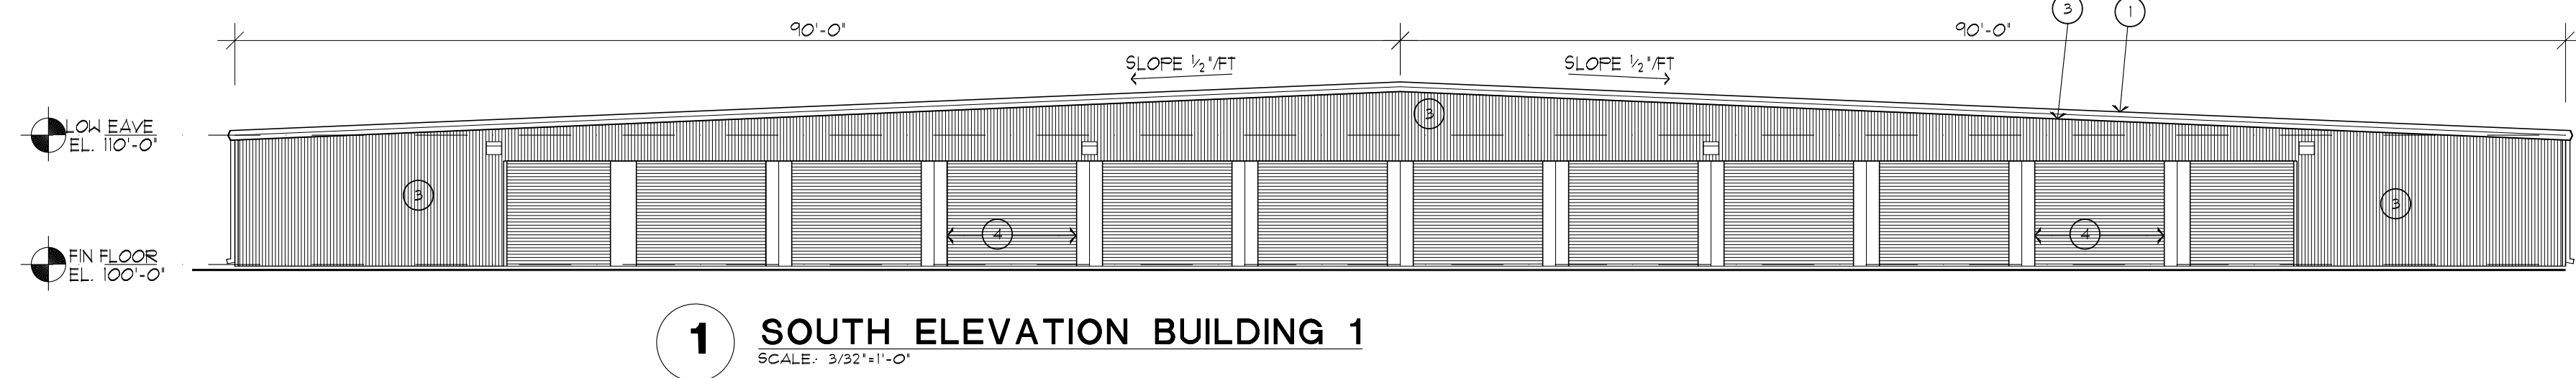 3
1
90'-0"
90'-0"
SLOPE 1/2"/FT
SLOPE 1/2"/FT
3
LOW EAVE
EL. 110'-0"
3
3
4
4
FIN FLOOR
EL. 100'-0"
1
SOUTH ELEVATION BUILDING 1
SCALE: 3/32"=1'-0"